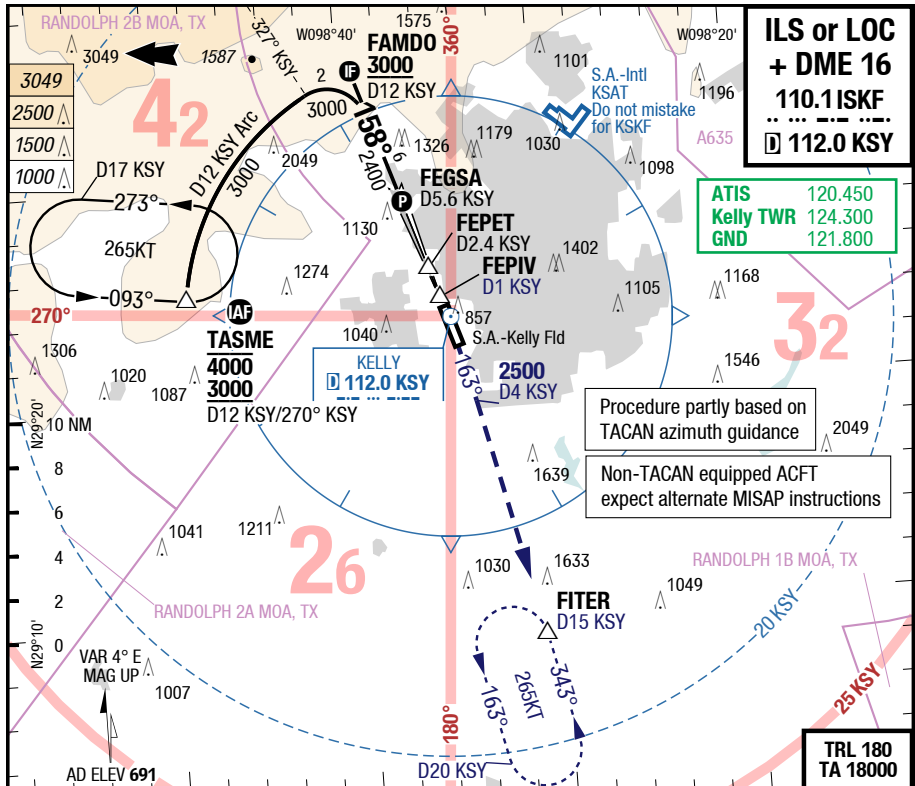 RANDOLPH 2B MOA, TX
3049
1587
327° KSY
W098°40'
1575
360°
W098°20'
ILS or LOC
+ DME 16
110.1 ISKF
D 112.0 KSY
FAMDO
3000
D12 KSY
IF
2
3000
1101
S.A.-Intl
KSAT
Do not mistake
for KSKF
1196
A635
3049
2500
1500
1000
42
D12 KSY Arc
3000
2049
158°
2400
6
1326
1179
1030
1098
D17 KSY
273°
265KT
093°
FEGSA
D5.6 KSY
P
1130
FEPET
D2.4 KSY
FEPIV
D1 KSY
1402
ATIS 120.450
Kelly TWR 124.300
GND 121.800
1274
1105
1168
32
270°
IAF
TASME
4000
3000
D12 KSY/270° KSY
1040
857
S.A.-Kelly Fld
KELLY
D 112.0 KSY
163°
2500
D4 KSY
1306
1020
1087
1546
N29°20'
10 NM
8
6
4
2
0
N29°10'
Procedure partly based on
TACAN azimuth guidance
2049
Non-TACAN equipped ACFT
expect alternate MISAP instructions
1639
1041
1211
26
1030
1633
1049
RANDOLPH 1B MOA, TX
RANDOLPH 2A MOA, TX
FITER
D15 KSY
20 KSY
25 KSY
VAR 4° E
MAG UP
1007
163°
265KT
343°
180°
D20 KSY
AD ELEV 691
TRL 180
TA 18000